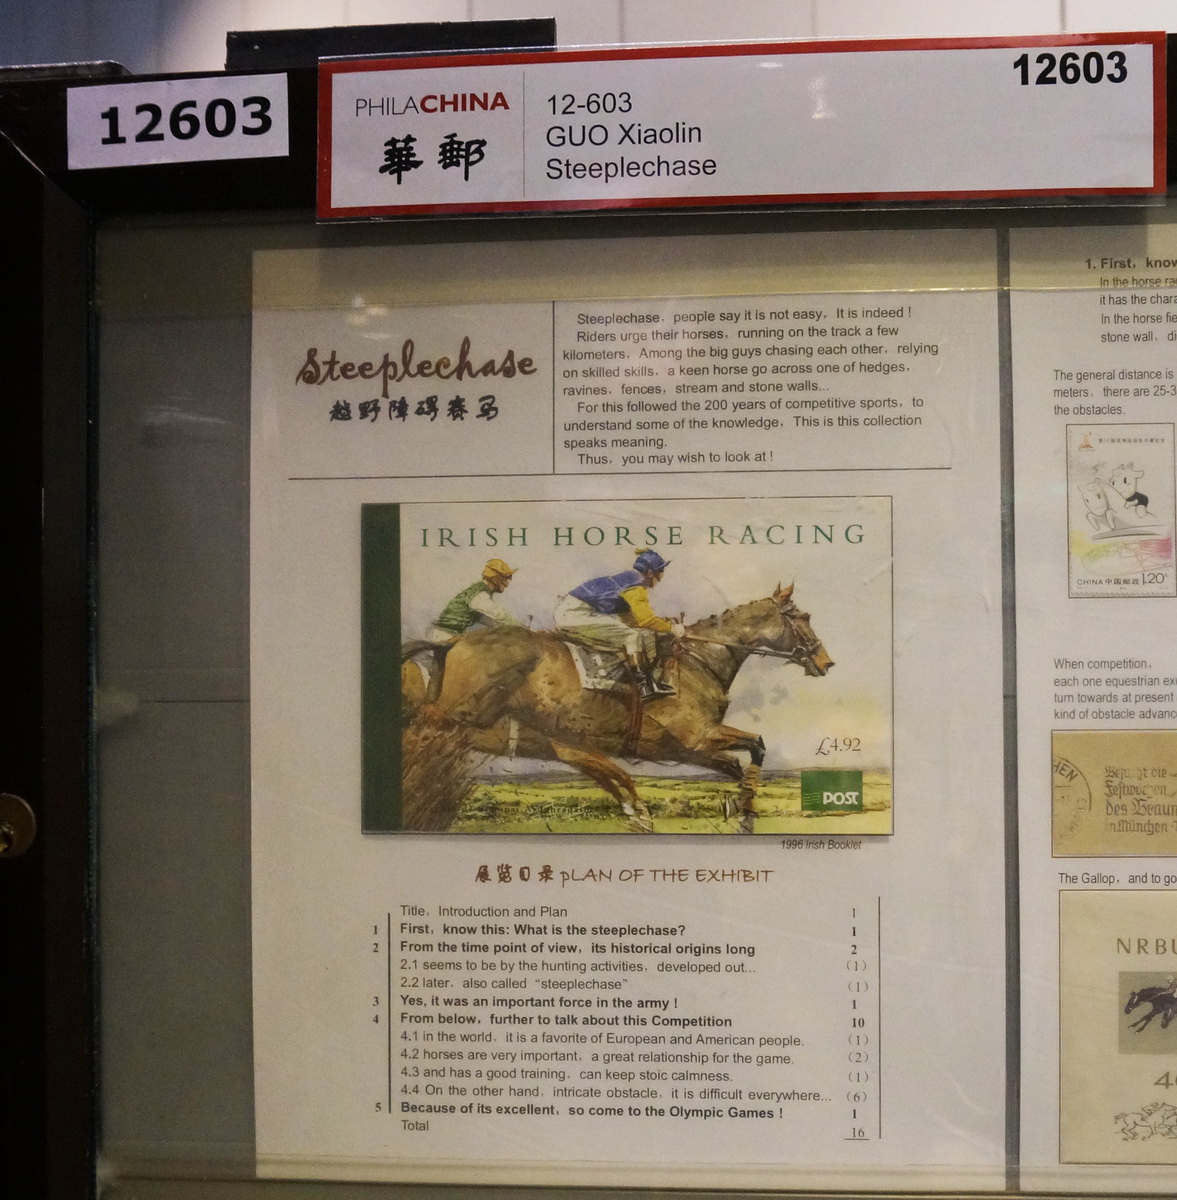 12603
PHILACHINA
華郵
12-603
GUO Xiaolin
Steeplechase
12603
Steeplechase
越野障碍赛马
Steeplechase, people say it is not easy, It is indeed !
Riders urge their horses, running on the track a few
kilometers, Among the big guys chasing each other, relying
on skilled skills, a keen horse go across one of hedges,
ravines, fences, stream and stone walls...
For this followed the 200 years of competitive sports, to
understand some of the knowledge, This is this collection
speaks meaning.
Thus, you may wish to look at !
IRISH HORSE RACING
£4.92
POST
1996 Irish Booklet
展览目录 pLAN OF THE EXHIBIT
Title, Introduction and Plan 1
1 First, know this: What is the steeplechase? 1
2 From the time point of view, its historical origins long 2
2.1 seems to be by the hunting activities, developed out... (1)
2.2 later, also called "steeplechase" (1)
3 Yes, it was an important force in the army ! 1
4 From below, further to talk about this Competition 10
4.1 in the world, it is a favorite of European and American people. (1)
4.2 horses are very important, a great relationship for the game. (2)
4.3 and has a good training, can keep stoic calmness. (1)
4.4 On the other hand, intricate obstacle, it is difficult everywhere... (6)
5 Because of its excellent, so come to the Olympic Games ! 1
Total 16
1. First, know
In the horse ra
it has the chara
In the horse fie
stone wall, di
The general distance is
meters, there are 25-3
the obstacles.
CHINA 中国邮政 1.20
When competition,
each one equestrian exe
turn towards at present
kind of obstacle advanc
HEN
die
Festwochen
des Braun
in München
The Gallop, and to go
NRBU